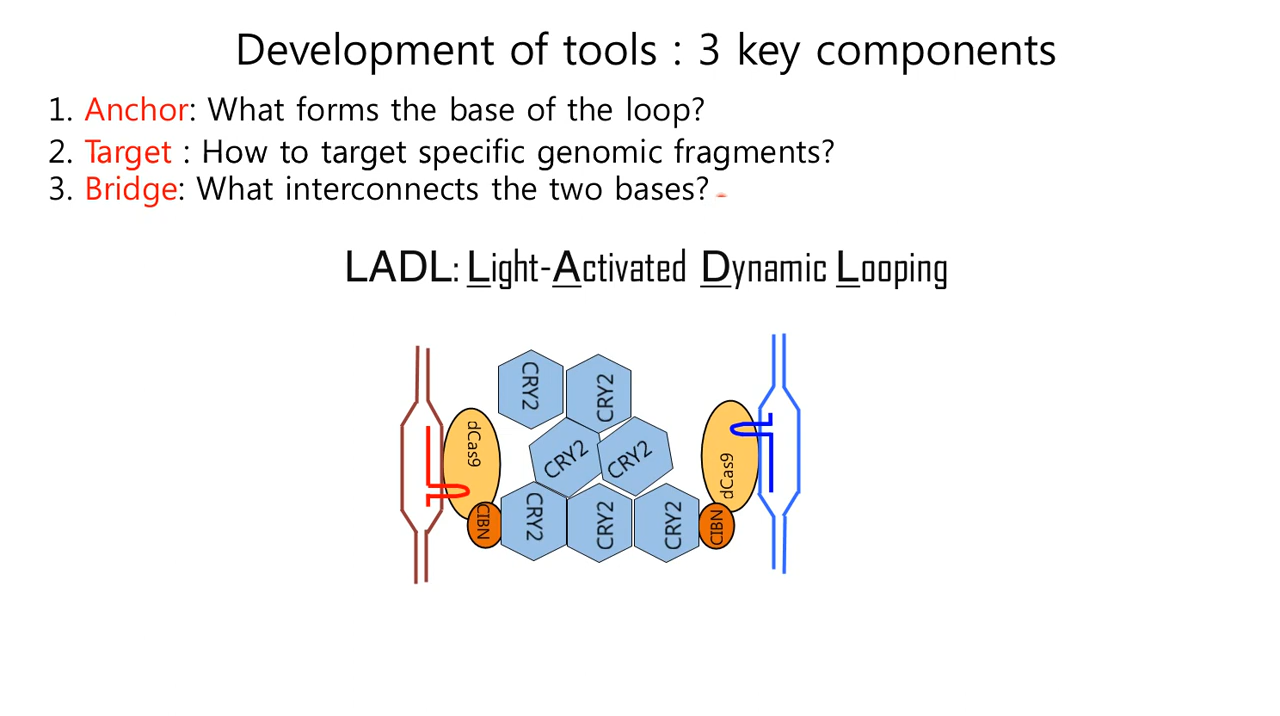 Development of tools : 3 key components
1. Anchor: What forms the base of the loop?
2. Target : How to target specific genomic fragments?
3. Bridge: What interconnects the two bases?
LADL: Light-Activated Dynamic Looping
CRY2
CRY2
dCas9
CRY2
CRY2
dCas9
CIBN
CRY2
CRY2
CRY2
CIBN